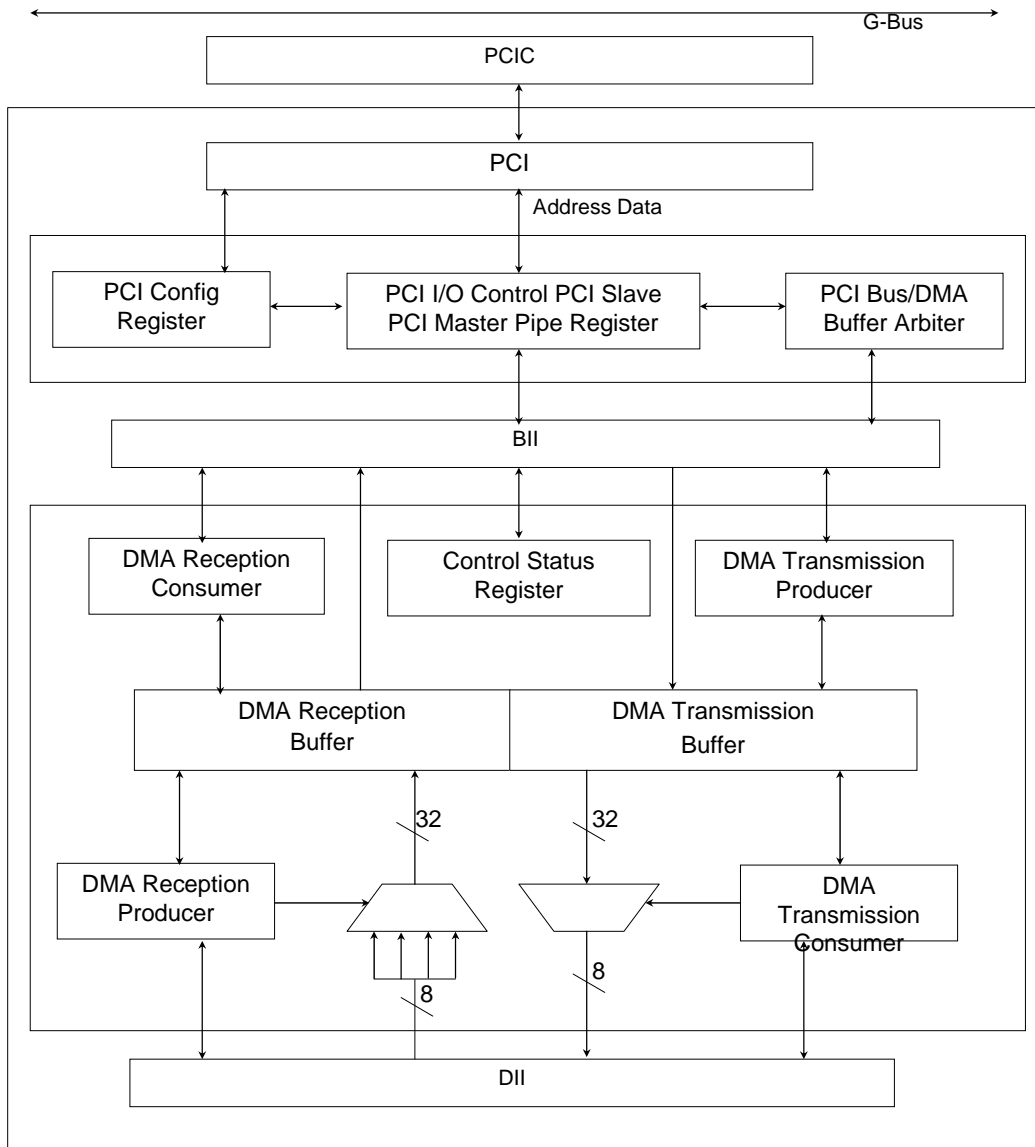 G-Bus
PCIC
PCI
Address Data
PCI Config
Register
PCI I/O Control PCI Slave
PCI Master Pipe Register
PCI Bus/DMA
Buffer Arbiter
BII
DMA Reception
Consumer
Control Status
Register
DMA Transmission
Producer
DMA Reception
Buffer
DMA Transmission
Buffer
32
32
DMA Reception
Producer
DMA
Transmission
Consumer
8
8
DII